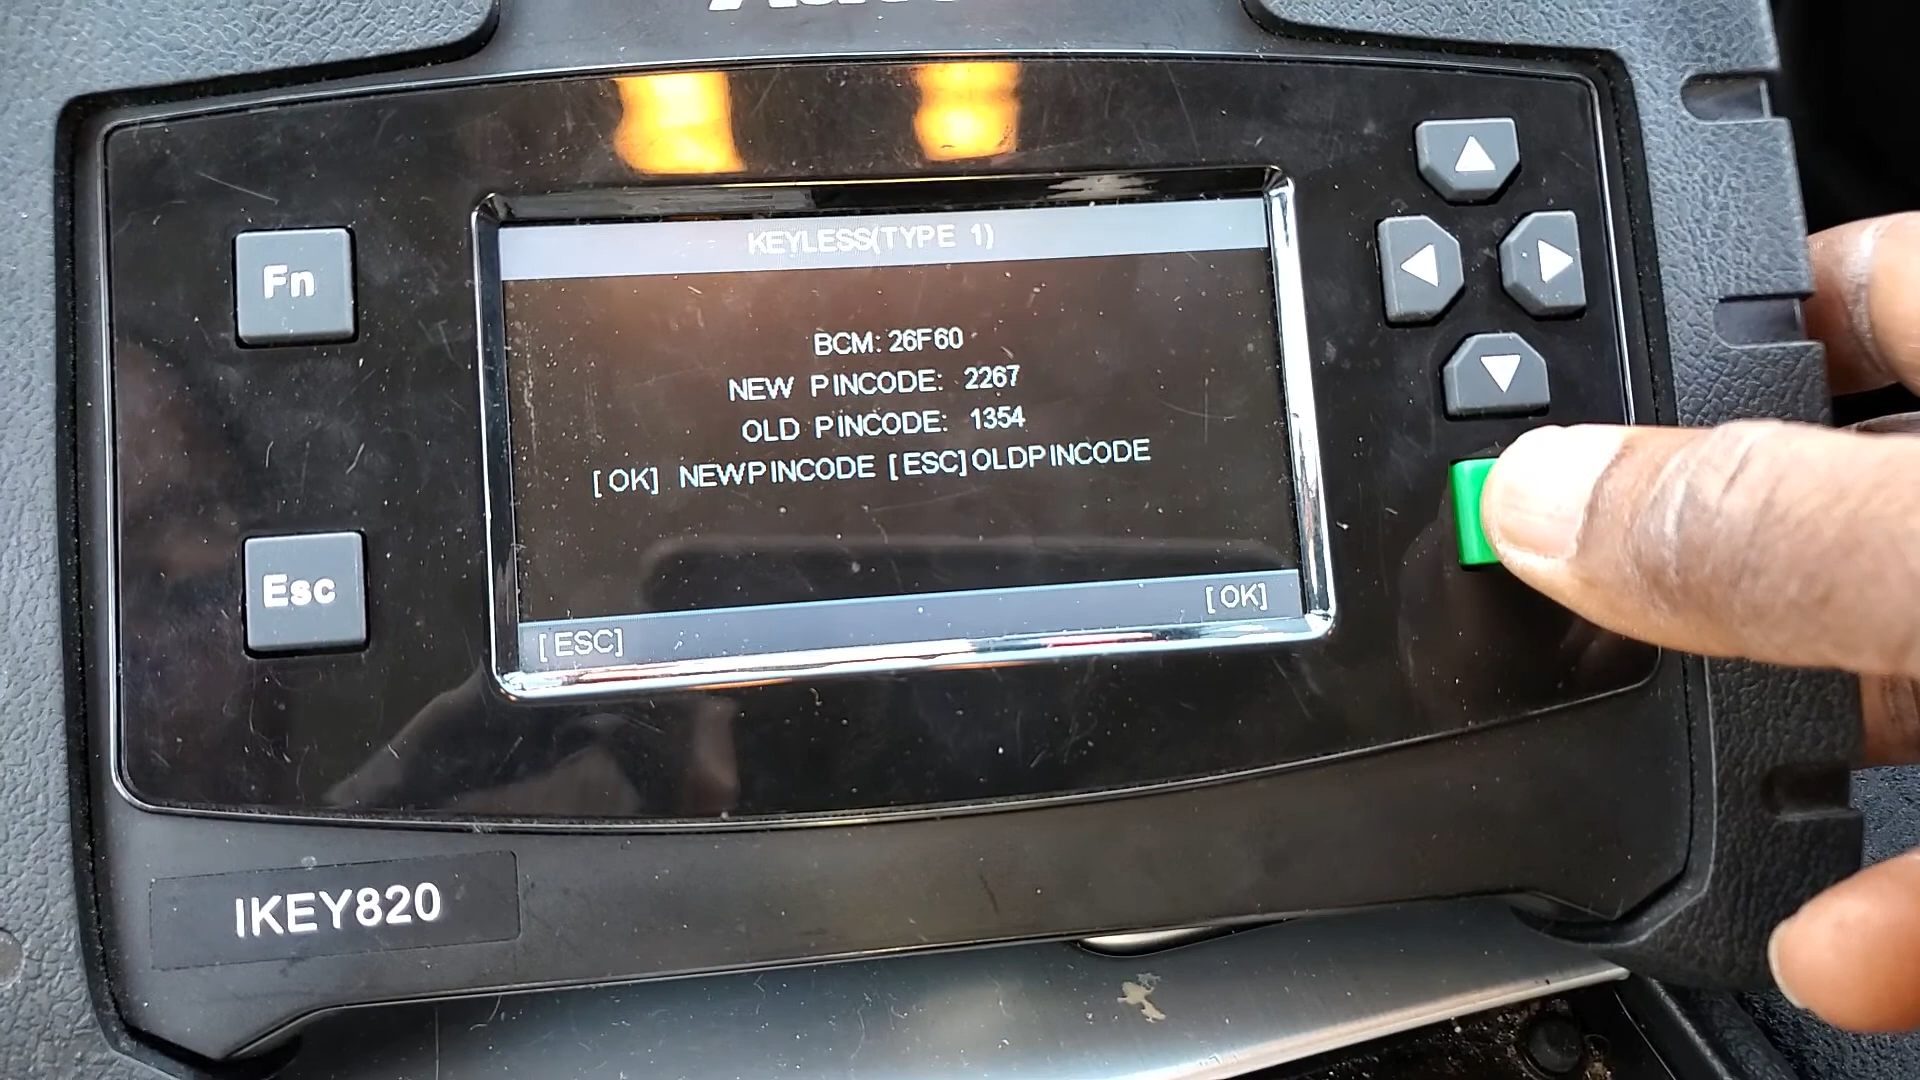 KEYLESS(TYPE 1)
Fn
BCM: 26F60
NEW PINCODE: 2267
OLD PINCODE: 1354
[OK] NEWPINCODE [ESC]OLDPINCODE
Esc
[ESC] [OK]
IKEY820